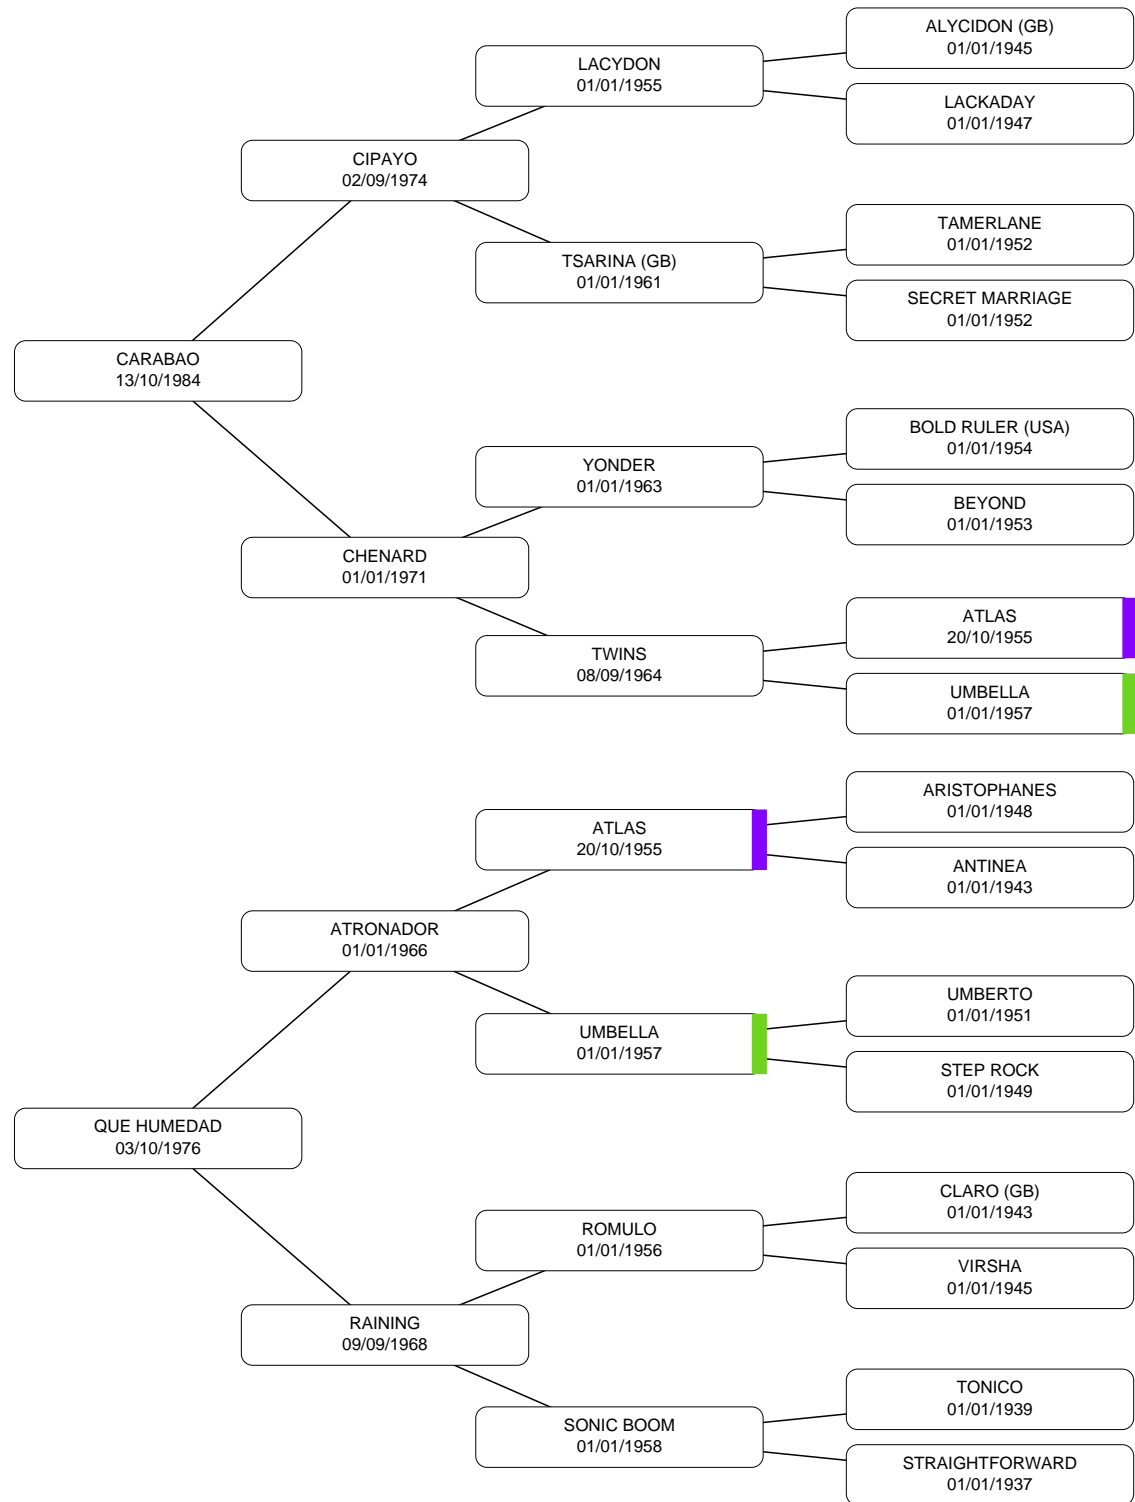 ALYCIDON (GB)
01/01/1945
LACYDON
01/01/1955
LACKADAY
01/01/1947
CIPAYO
02/09/1974
TAMERLANE
01/01/1952
TSARINA (GB)
01/01/1961
SECRET MARRIAGE
01/01/1952
CARABAO
13/10/1984
BOLD RULER (USA)
01/01/1954
YONDER
01/01/1963
BEYOND
01/01/1953
CHENARD
01/01/1971
ATLAS
20/10/1955
TWINS
08/09/1964
UMBELLA
01/01/1957
ARISTOPHANES
01/01/1948
ATLAS
20/10/1955
ANTINEA
01/01/1943
ATRONADOR
01/01/1966
UMBERTO
01/01/1951
UMBELLA
01/01/1957
STEP ROCK
01/01/1949
QUE HUMEDAD
03/10/1976
CLARO (GB)
01/01/1943
ROMULO
01/01/1956
VIRSHA
01/01/1945
RAINING
09/09/1968
TONICO
01/01/1939
SONIC BOOM
01/01/1958
STRAIGHTFORWARD
01/01/1937